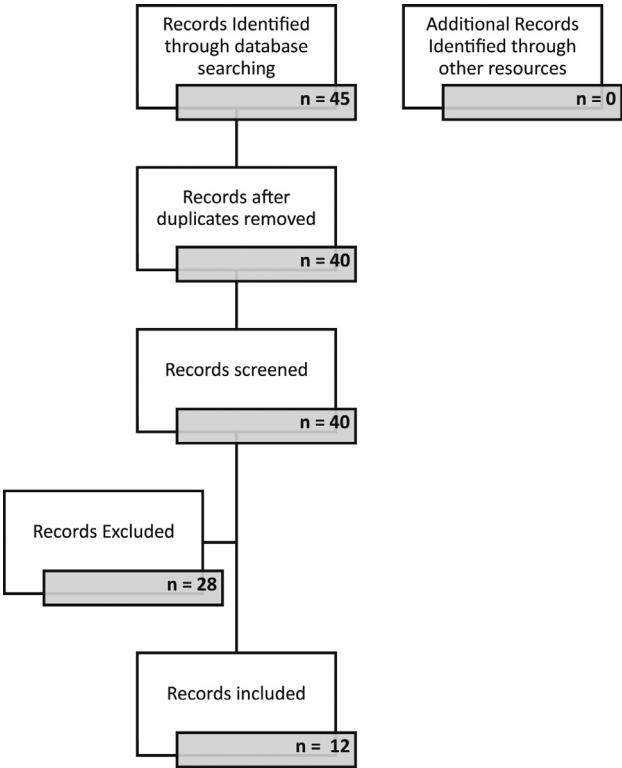 Records Identified
through database
searching
n = 45
Additional Records
Identified through
other resources
n = 0
Records after
duplicates removed
n = 40
Records screened
n = 40
Records Excluded
n = 28
Records included
n = 12